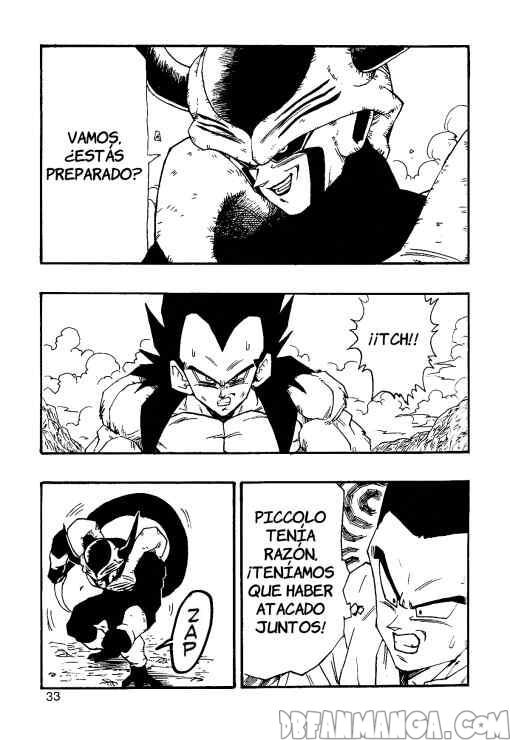 VAMOS.
¿ESTÁS
PREPARADO?
¡¡TCH!!
ZAP
PICCOLO
TENÍA
RAZÓN.
¡TENÍAMOS
QUE HABER
ATACADO
JUNTOS!
33
DBFANMANGA.COM